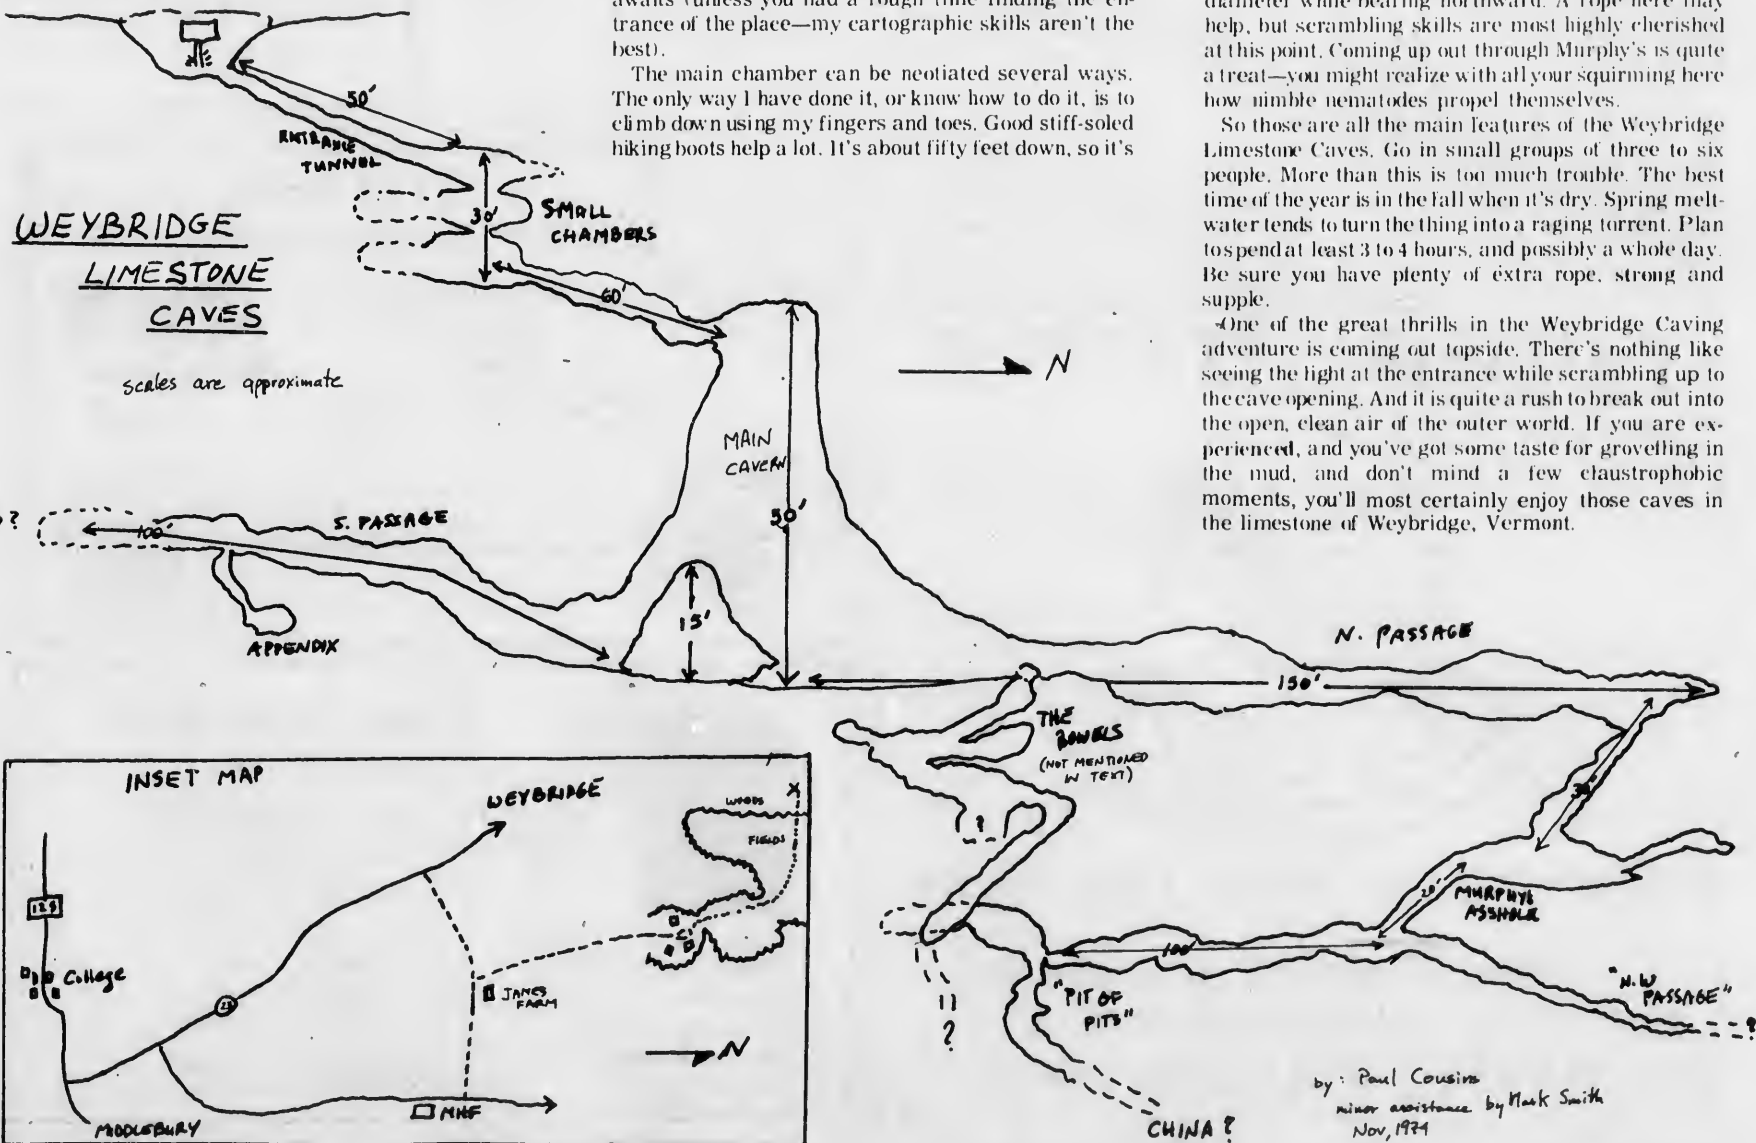 awaits (unless you had a rough time finding the en-
trance of the place—my cartographic skills aren't the
best).
The main chamber can be neotiated several ways.
The only way I have done it, or know how to do it, is to
climb down using my fingers and toes. Good stiff-soled
hiking boots help a lot. It's about fifty feet down, so it's
diameter while bearing northward. A rope here may
help, but scrambling skills are most highly cherished
at this point. Coming up out through Murphy's is quite
a treat—you might realize with all your squirming here
how nimble nematodes propel themselves.
So those are all the main features of the Weybridge
Limestone Caves. Go in small groups of three to six
people. More than this is too much trouble. The best
time of the year is in the fall when it's dry. Spring melt-
water tends to turn the thing into a raging torrent. Plan
to spend at least 3 to 4 hours, and possibly a whole day.
Be sure you have plenty of extra rope, strong and
supple.
One of the great thrills in the Weybridge Caving
adventure is coming out topside. There's nothing like
seeing the light at the entrance while scrambling up to
the cave opening. And it is quite a rush to break out into
the open, clean air of the outer world. If you are ex-
perienced, and you've got some taste for grovelling in
the mud, and don't mind a few claustrophobic
moments, you'll most certainly enjoy those caves in
the limestone of Weybridge, Vermont.
50'
ENTRANCE
TUNNEL
30'
SMALL
CHAMBERS
60'
WEYBRIDGE
LIMESTONE
CAVES
scales are approximate
N
MAIN
CAVERN
50'
15'
?
100'
S. PASSAGE
APPENDIX
N. PASSAGE
150'
THE
BOWELS
(NOT MENTIONED
IN TEXT)
?
30'
20'
MURPHYS
ASSHOLE
100'
"N.W
PASSAGE"
?
"PIT OF
PITS"
?
CHINA ?
INSET MAP
WEYBRIDGE
WOODS
X
FIELDS
125
College
23
JAMES
FARM
N
MHF
MIDDLEBURY
by: Paul Cousins
minor assistance by Mark Smith
Nov, 1974